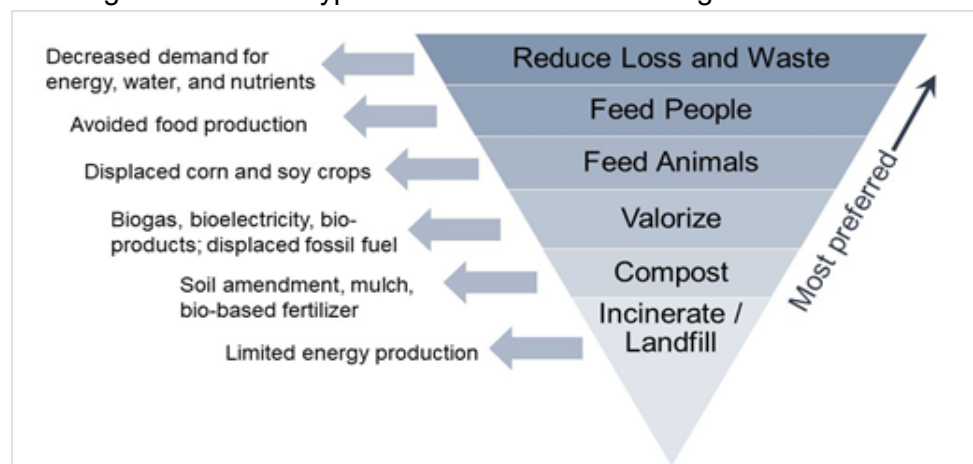 Decreased demand for
energy, water, and nutrients
Avoided food production
Displaced corn and soy crops
Biogas, bioelectricity, bio-
products; displaced fossil fuel
Soil amendment, mulch,
bio-based fertilizer
Limited energy production
Reduce Loss and Waste
Feed People
Feed Animals
Valorize
Compost
Incinerate /
Landfill
Most preferred